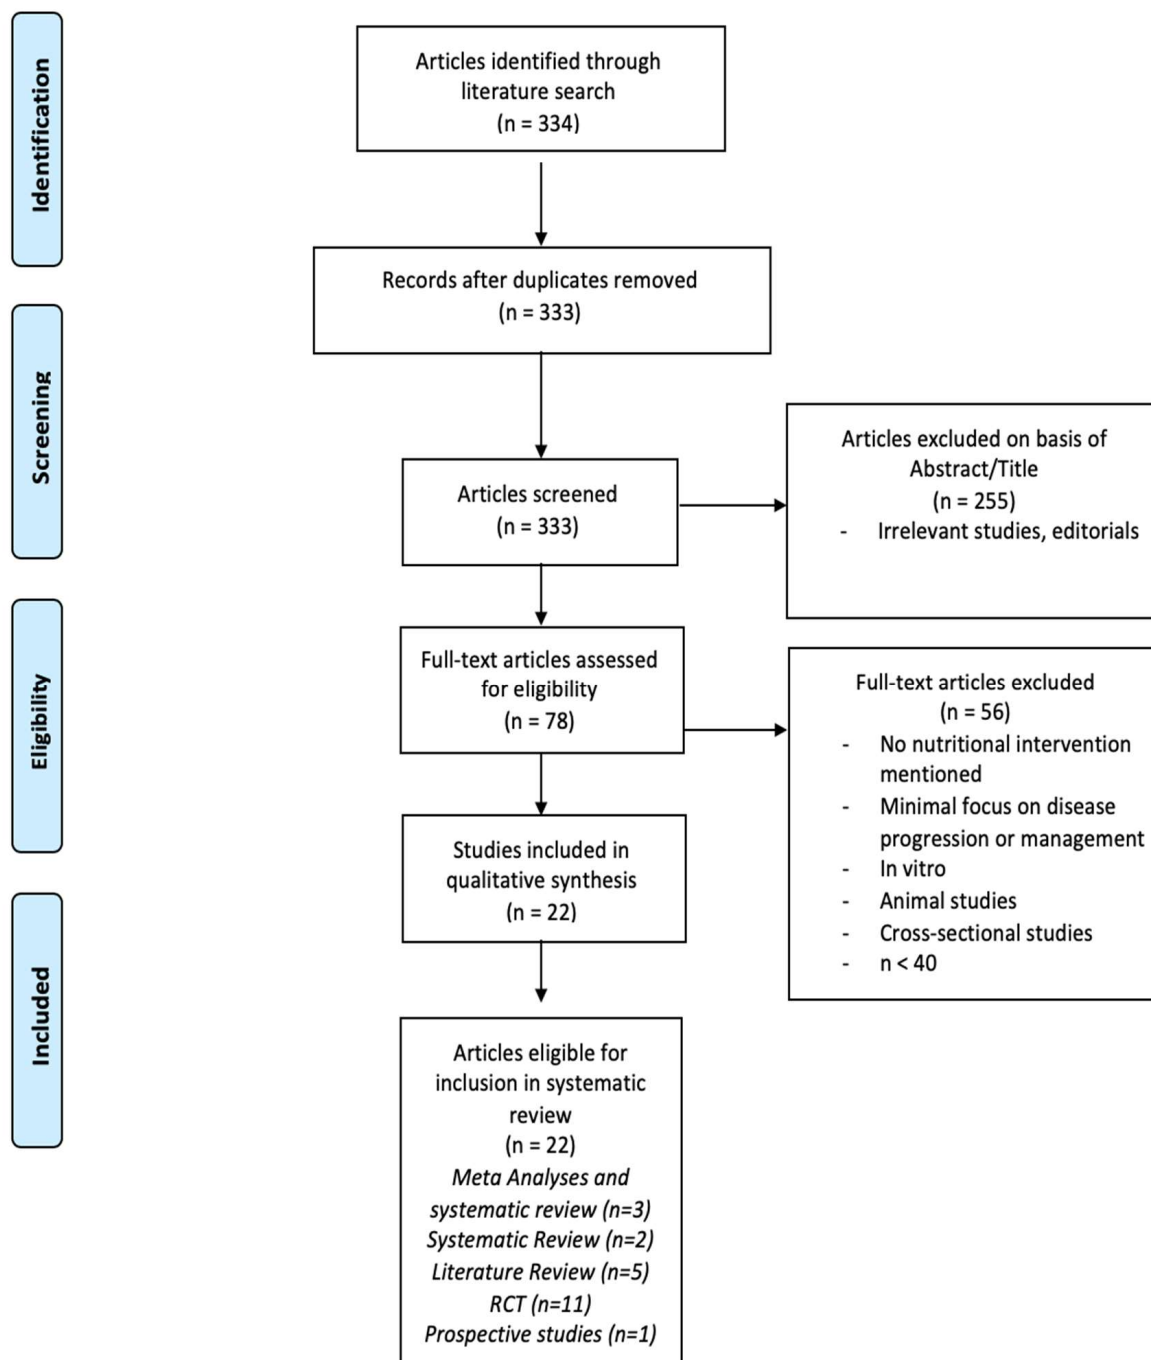 Identification
Articles identified through
literature search
(n = 334)
Records after duplicates removed
(n = 333)
Screening
Articles screened
(n = 333)
Articles excluded on basis of
Abstract/Title
(n = 255)
- Irrelevant studies, editorials
Eligibility
Full-text articles assessed
for eligibility
(n = 78)
Full-text articles excluded
(n = 56)
- No nutritional intervention
mentioned
- Minimal focus on disease
progression or management
- In vitro
- Animal studies
- Cross-sectional studies
- n < 40
Studies included in
qualitative synthesis
(n = 22)
Included
Articles eligible for
inclusion in systematic
review
(n = 22)
Meta Analyses and
systematic review (n=3)
Systematic Review (n=2)
Literature Review (n=5)
RCT (n=11)
Prospective studies (n=1)